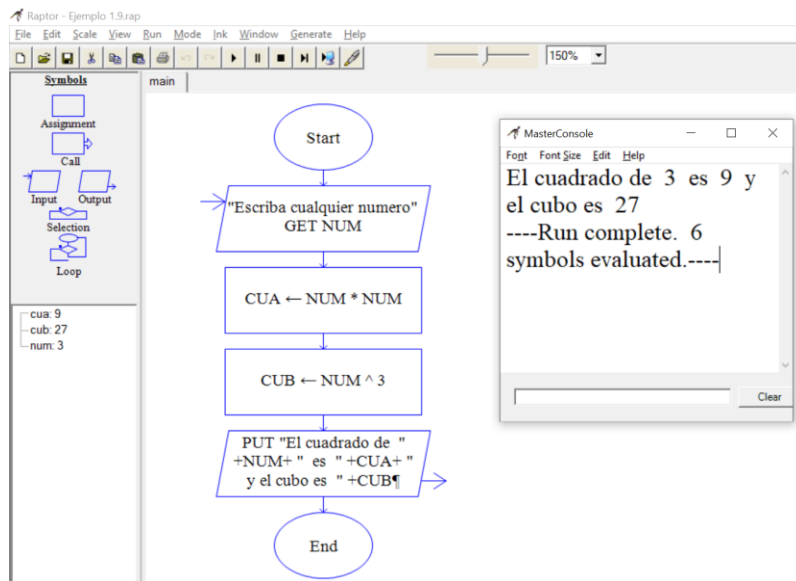 Raptor - Ejemplo 1.9.rap
File Edit Scale View Run Mode Ink Window Generate Help
150%
Symbols
Assignment
Call
Input Output
Selection
Loop
cua: 9
cub: 27
num: 3
main
Start
"Escriba cualquier numero"
GET NUM
CUA ← NUM * NUM
CUB ← NUM ^ 3
PUT "El cuadrado de "
+NUM+ " es " +CUA+ "
y el cubo es " +CUB¶
End
MasterConsole
Font Font Size Edit Help
El cuadrado de 3 es 9 y
el cubo es 27
----Run complete. 6
symbols evaluated.----
Clear